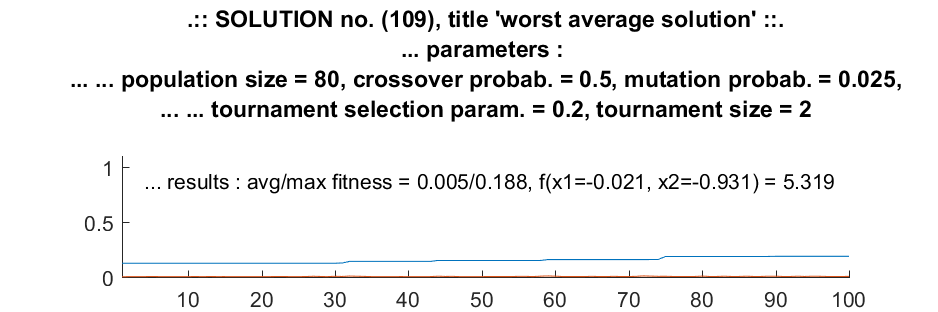 .:: SOLUTION no. (109), title 'worst average solution' ::.
... parameters :
... ... population size = 80, crossover probab. = 0.5, mutation probab. = 0.025,
... ... tournament selection param. = 0.2, tournament size = 2
1
... results : avg/max fitness = 0.005/0.188, f(x1=-0.021, x2=-0.931) = 5.319
0.5
0
10 20 30 40 50 60 70 80 90 100